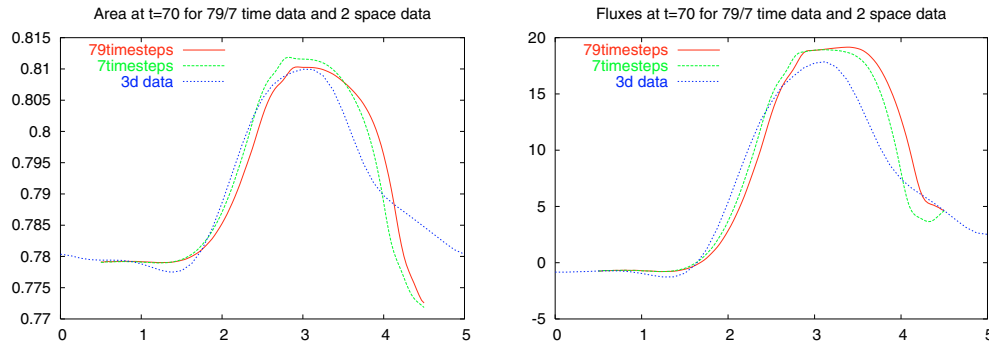 Area at t=70 for 79/7 time data and 2 space data
0.815
0.81
0.805
0.8
0.795
0.79
0.785
0.78
0.775
0.77
79timesteps
7timesteps
3d data
0 1 2 3 4 5
Fluxes at t=70 for 79/7 time data and 2 space data
20
15
10
5
0
-5
79timesteps
7timesteps
3d data
0 1 2 3 4 5